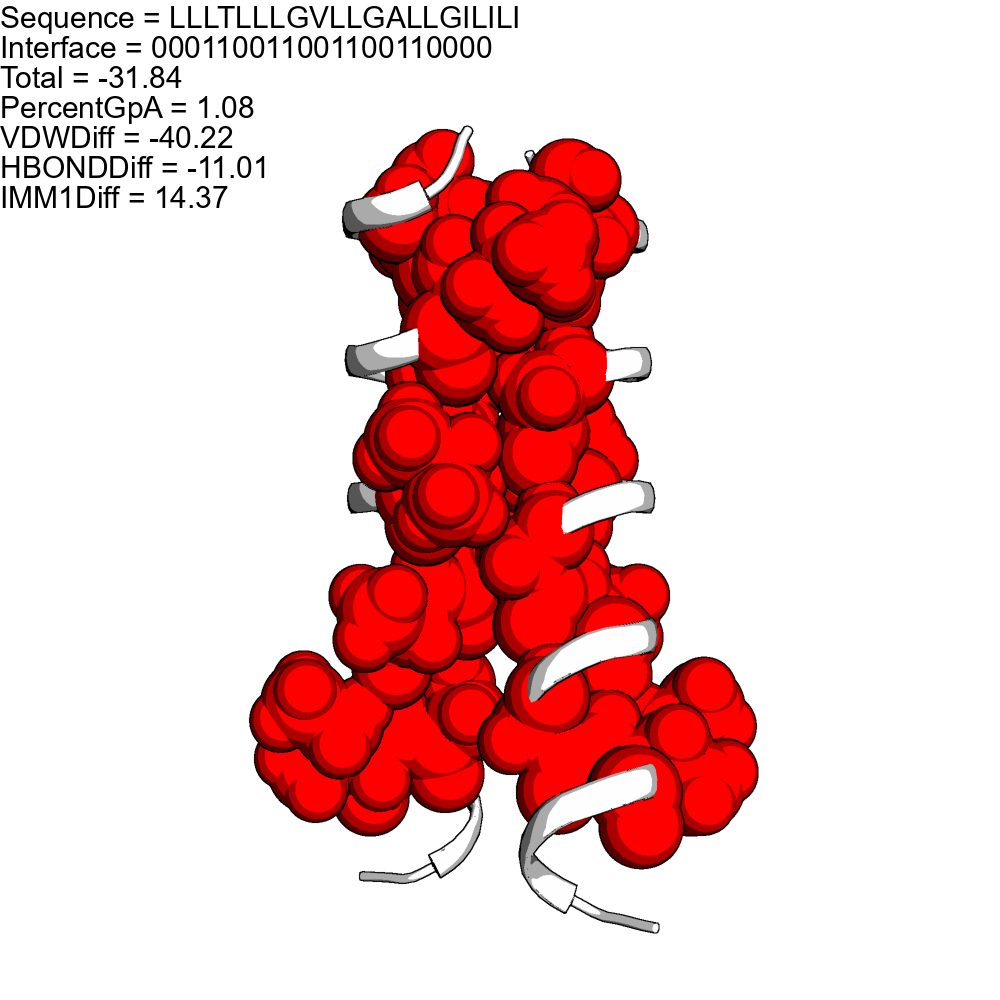 Sequence = LLLTLLLGVLLGALLGILILI
Interface = 000110011001100110000
Total = -31.84
PercentGpA = 1.08
VDWDiff = -40.22
HBONDDiff = -11.01
IMM1Diff = 14.37